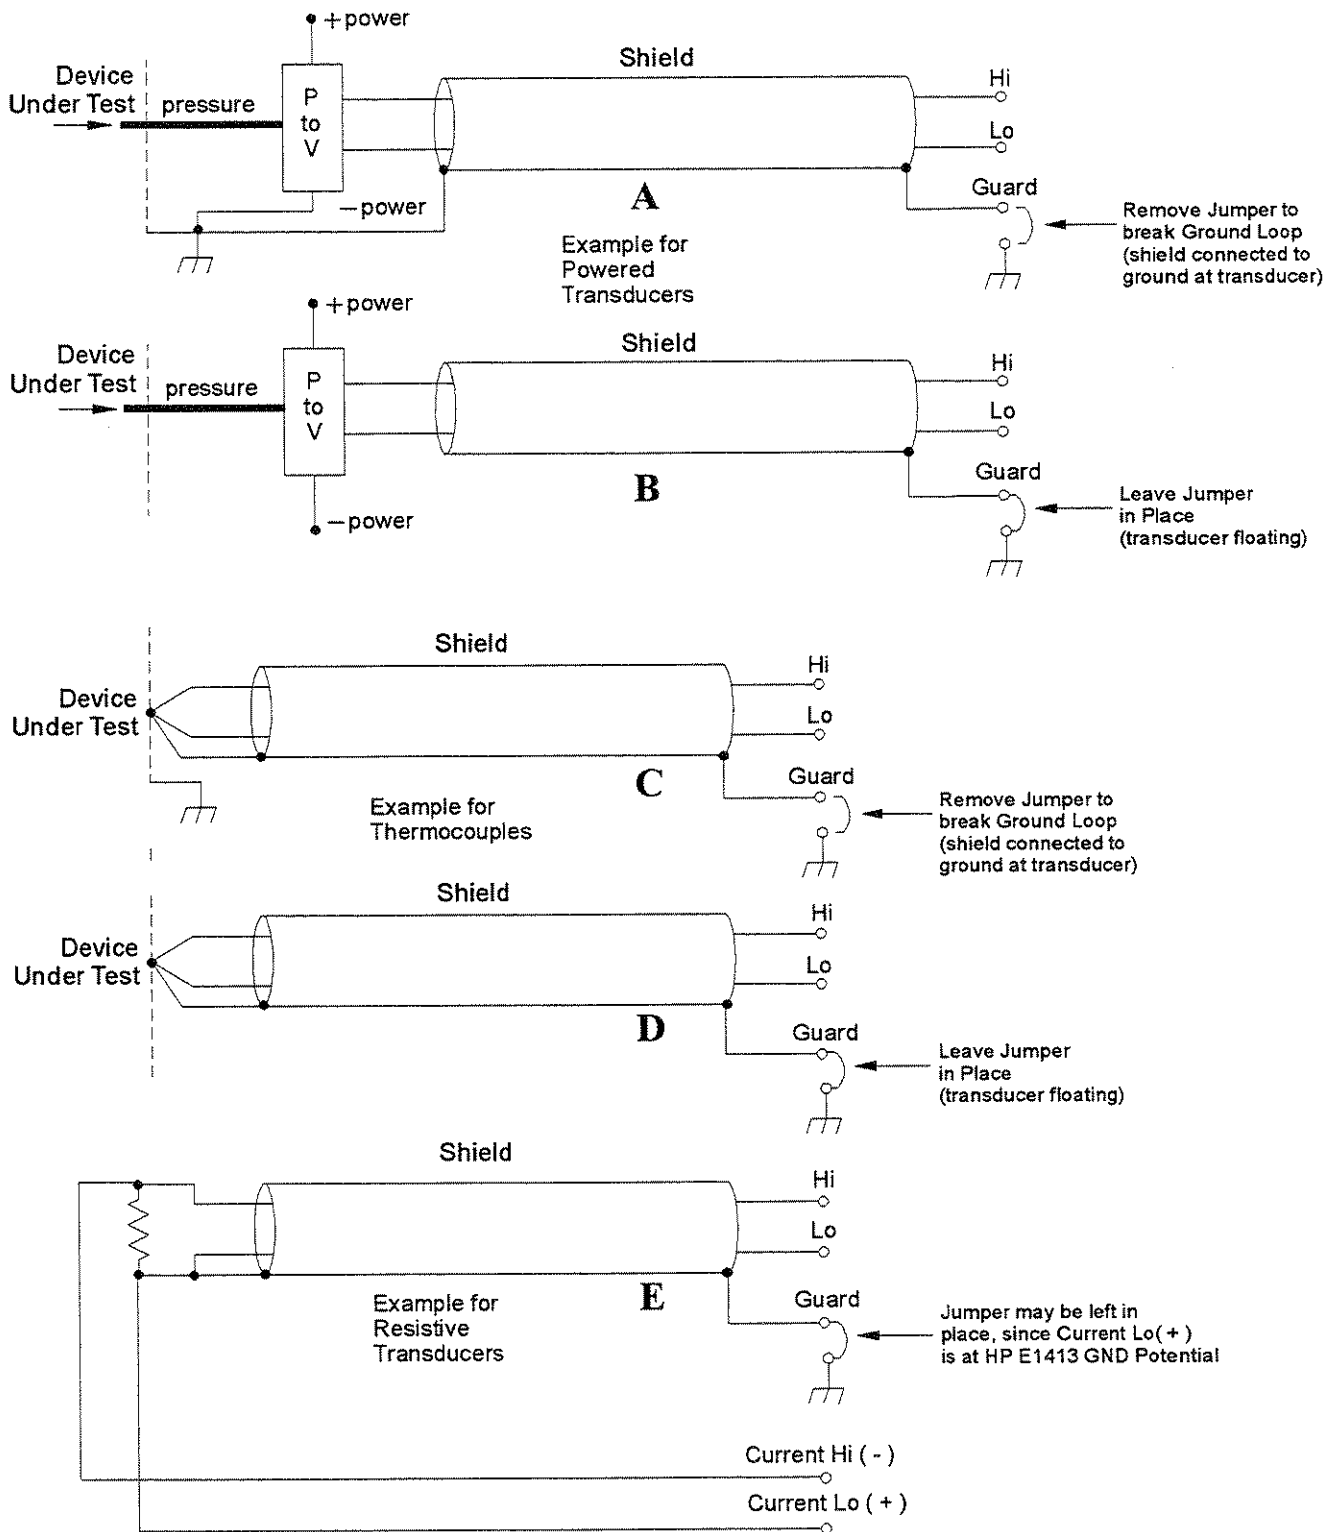 + power
Shield
Device
Under Test
pressure
P
to
V
Hi
Lo
− power
A
Guard
Example for
Powered
Transducers
Remove Jumper to
break Ground Loop
(shield connected to
ground at transducer)
+ power
Shield
Device
Under Test
pressure
P
to
V
Hi
Lo
− power
B
Guard
Leave Jumper
in Place
(transducer floating)
Shield
Device
Under Test
Hi
Lo
C
Guard
Example for
Thermocouples
Remove Jumper to
break Ground Loop
(shield connected to
ground at transducer)
Shield
Device
Under Test
Hi
Lo
D
Guard
Leave Jumper
in Place
(transducer floating)
Shield
Hi
Lo
E
Guard
Example for
Resistive
Transducers
Jumper may be left in
place, since Current Lo( + )
is at HP E1413 GND Potential
Current Hi ( - )
Current Lo ( + )